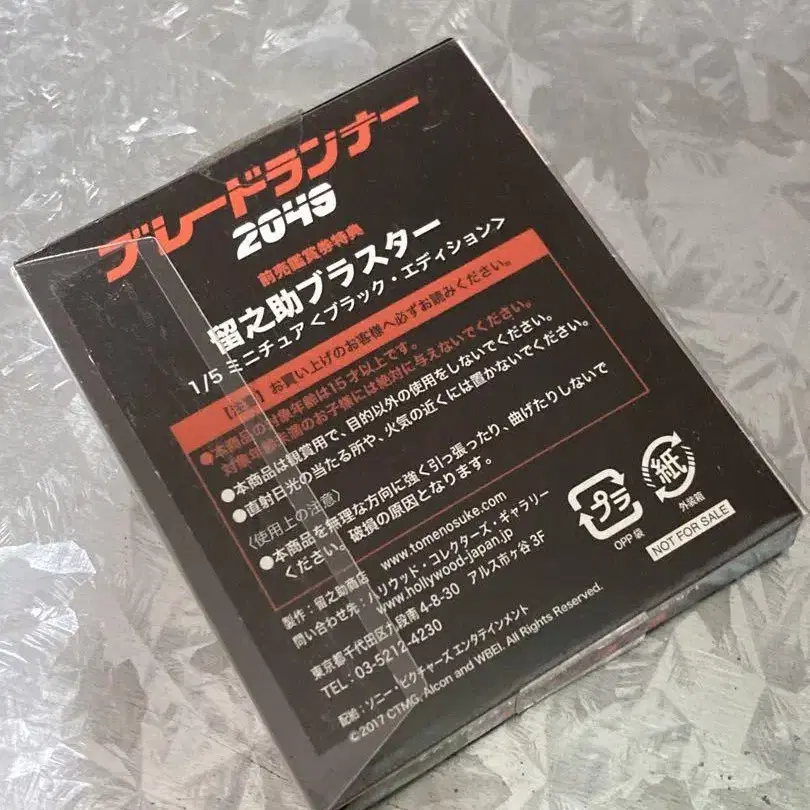 ブレードランナー
2049
前売鑑賞券特典
留之助ブラスター
1/5 ミニチュア〈ブラック・エディション〉
【注意】お買い上げのお客様へ必ずお読みください。
●本商品の対象年齢は15才以上です。
対象年齢未満のお子様には絶対に与えないでください。
●本商品は観賞用で、目的以外の使用をしないでください。
●直射日光の当たる所や、火気の近くには置かないでください。
〈使用上の注意〉
●本商品を無理な方向に強く引っ張ったり、曲げたりしないで
ください。破損の原因となります。
製作：留之助商店 www.tomenosuke.com
問い合わせ先：ハリウッド・コレクターズ・ギャラリー
www.hollywood-japan.jp
東京都千代田区九段南4-8-30 アルス市ヶ谷3F
TEL：03-5212-4230
配給：ソニー・ピクチャーズ エンタテインメント
©2017 CTMG, Alcon and WBEI. All Rights Reserved.
プラ
OPP 袋
紙
外装箱
NOT FOR SALE